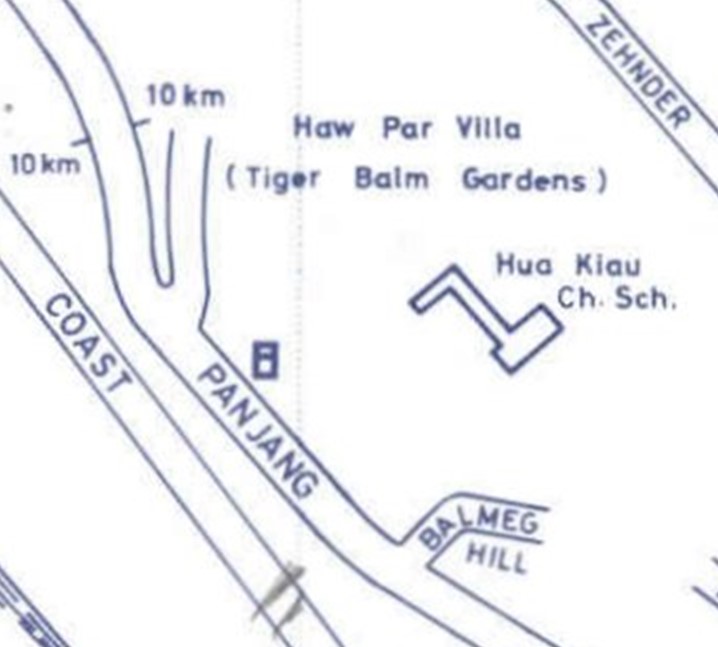 ZEHNDER
10 km
Haw Par Villa
10 km
( Tiger Balm Gardens )
Hua Kiau
Ch. Sch.
COAST
PANJANG
BALMEG
HILL